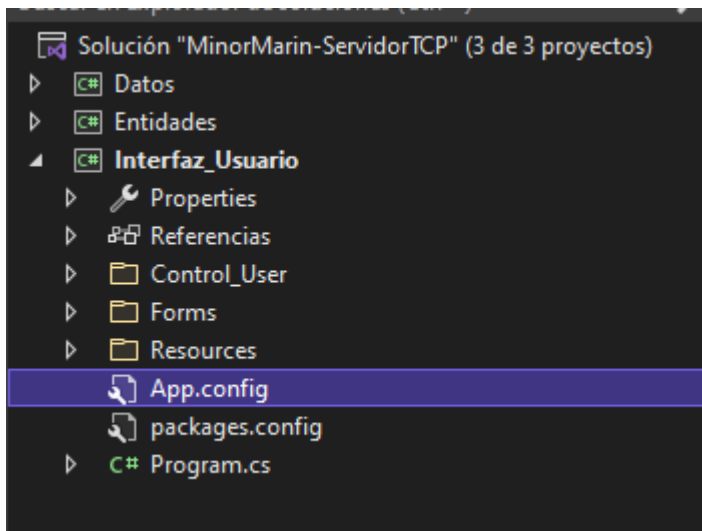 Solución "MinorMarin-ServidorTCP" (3 de 3 proyectos)
C# Datos
C# Entidades
C# Interfaz_Usuario
Properties
Referencias
Control_User
Forms
Resources
App.config
packages.config
C# Program.cs